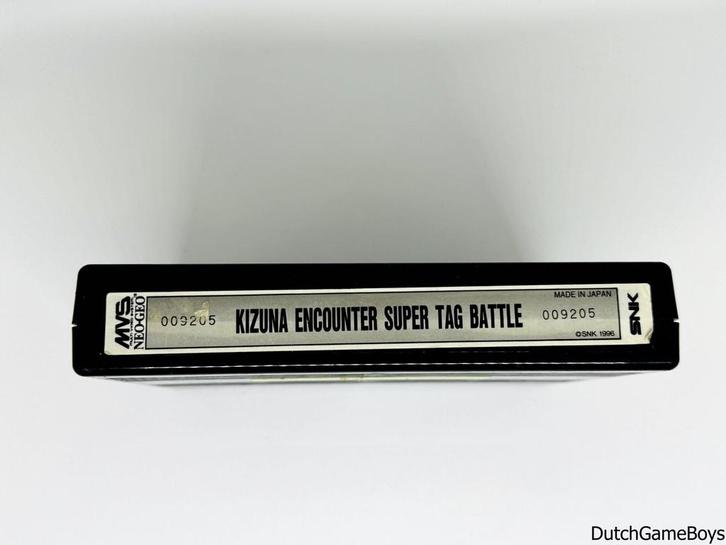 MVS
NEO·GEO
009205
KIZUNA ENCOUNTER SUPER TAG BATTLE
MADE IN JAPAN
009205
©SNK 1996
SNK
DutchGameBoys